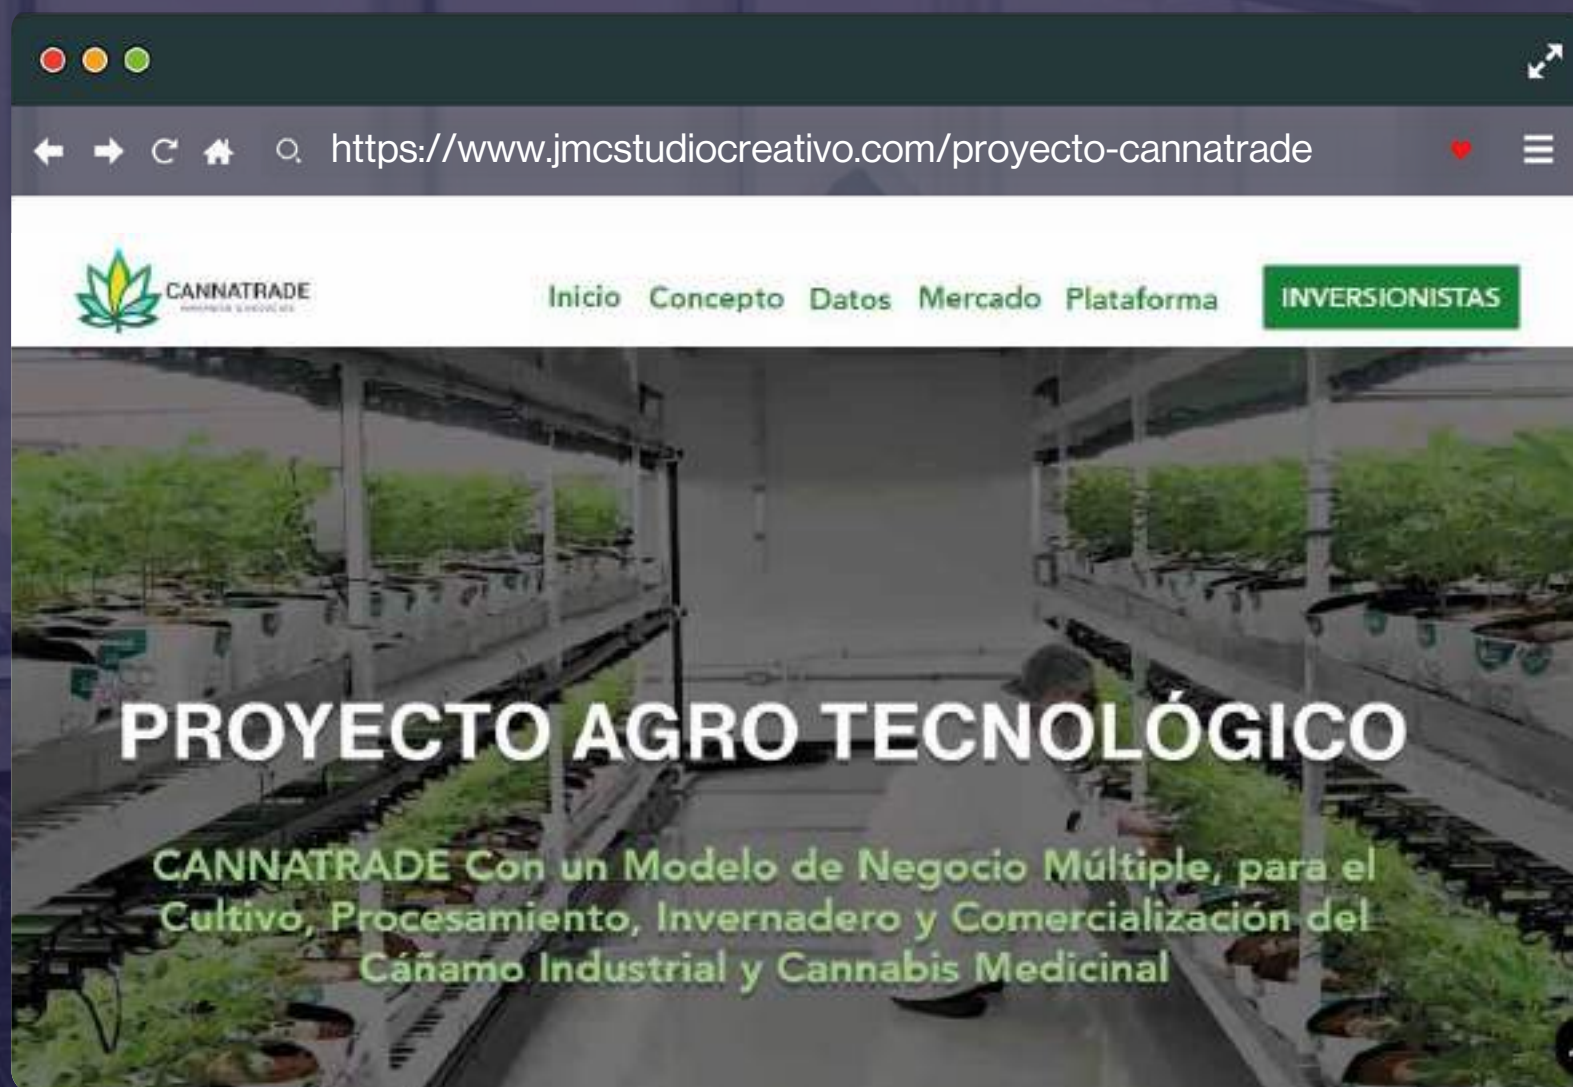 https://www.jmcstudiocreativo.com/proyecto-cannatrade
CANNATRADE
Inicio Concepto Datos Mercado Plataforma INVERSIONISTAS
PROYECTO AGRO TECNOLÓGICO
CANNATRADE Con un Modelo de Negocio Múltiple, para el
Cultivo, Procesamiento, Invernadero y Comercialización del
Cáñamo Industrial y Cannabis Medicinal